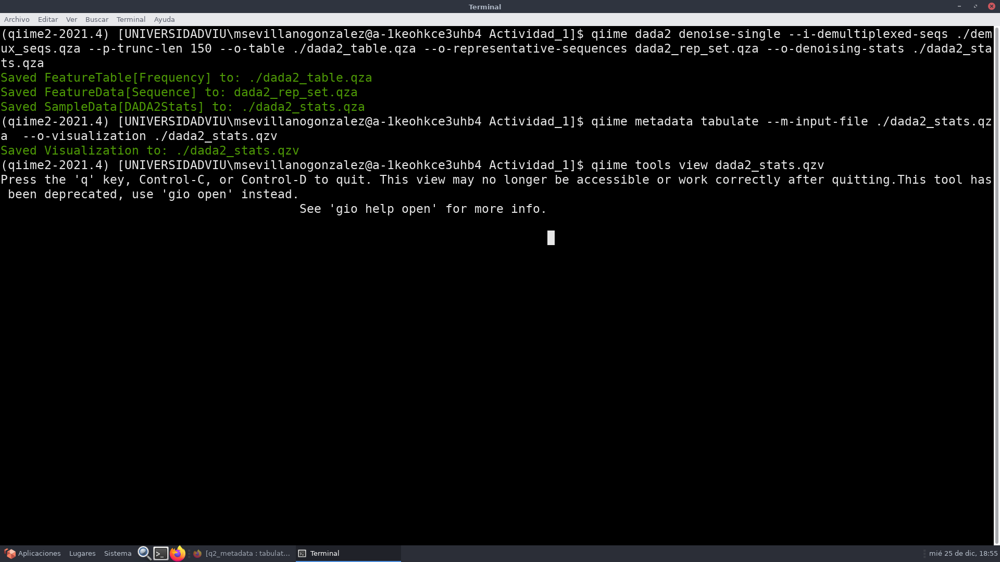 Terminal
Archivo Editar Ver Buscar Terminal Ayuda
(qiime2-2021.4) [UNIVERSIDADVIU\msevillanogonzalez@a-1keohkce3uhb4 Actividad_1]$ qiime dada2 denoise-single --i-demultiplexed-seqs ./dem
ux_seqs.qza --p-trunc-len 150 --o-table ./dada2_table.qza --o-representative-sequences dada2_rep_set.qza --o-denoising-stats ./dada2_sta
ts.qza
Saved FeatureTable[Frequency] to: ./dada2_table.qza
Saved FeatureData[Sequence] to: dada2_rep_set.qza
Saved SampleData[DADA2Stats] to: ./dada2_stats.qza
(qiime2-2021.4) [UNIVERSIDADVIU\msevillanogonzalez@a-1keohkce3uhb4 Actividad_1]$ qiime metadata tabulate --m-input-file ./dada2_stats.qz
a  --o-visualization ./dada2_stats.qzv
Saved Visualization to: ./dada2_stats.qzv
(qiime2-2021.4) [UNIVERSIDADVIU\msevillanogonzalez@a-1keohkce3uhb4 Actividad_1]$ qiime tools view dada2_stats.qzv
Press the 'q' key, Control-C, or Control-D to quit. This view may no longer be accessible or work correctly after quitting.This tool has
 been deprecated, use 'gio open' instead.
See 'gio help open' for more info.
Aplicaciones Lugares Sistema [q2_metadata : tabulat... Terminal mié 25 de dic, 18:55